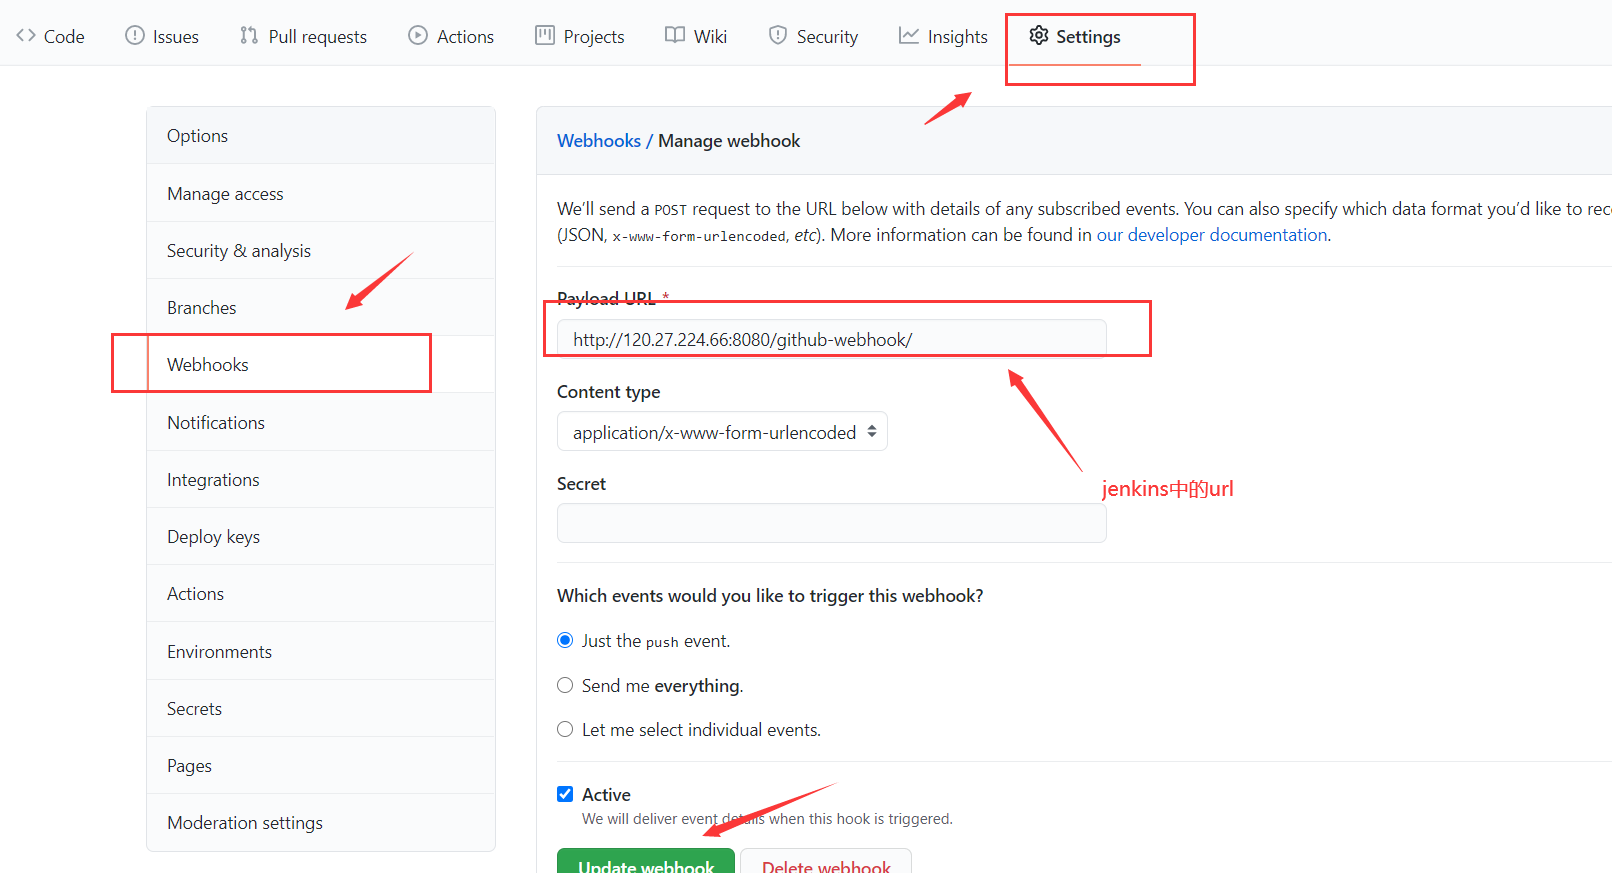 Code Issues Pull requests Actions Projects Wiki Security Insights Settings
Options
Manage access
Security & analysis
Branches
Webhooks
Notifications
Integrations
Deploy keys
Actions
Environments
Secrets
Pages
Moderation settings
Webhooks / Manage webhook
We'll send a POST request to the URL below with details of any subscribed events. You can also specify which data format you'd like to
(JSON, x-www-form-urlencoded, etc). More information can be found in our developer documentation.
Payload URL *
http://120.27.224.66:8080/github-webhook/
Content type
application/x-www-form-urlencoded
jenkins中的url
Secret
Which events would you like to trigger this webhook?
Just the push event.
Send me everything.
Let me select individual events.
Active
We will deliver event details when this hook is triggered.
Update webhook Delete webhook